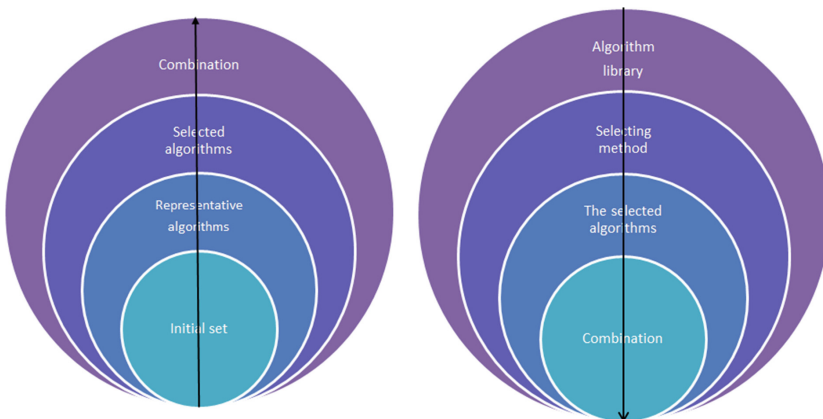 Combination
Selected
algorithms
Representative
algorithms
Initial set
Algorithm
library
Selecting
method
The selected
algorithms
Combination